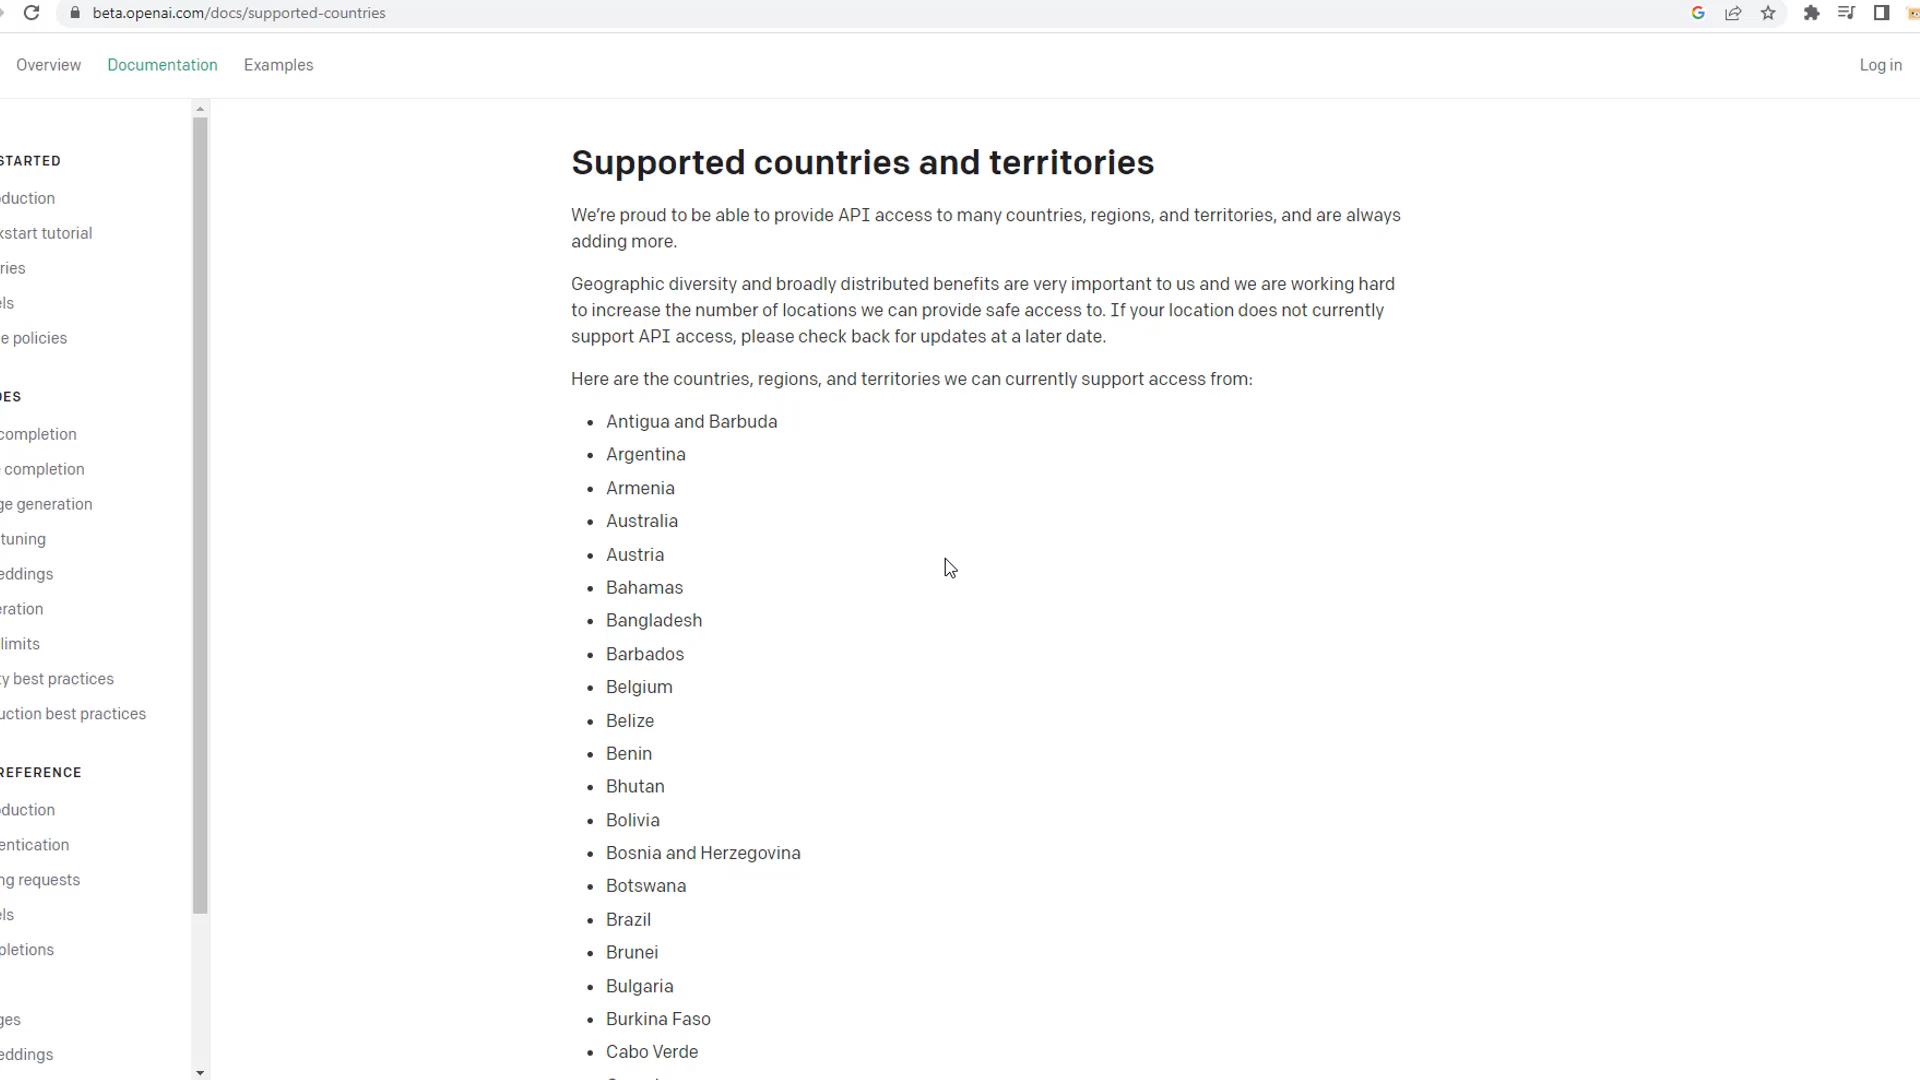 beta.openai.com/docs/supported-countries
Overview Documentation Examples Log in
STARTED
oduction
kstart tutorial
ries
els
e policies
DES
completion
completion
ge generation
tuning
eddings
eration
limits
ty best practices
uction best practices
REFERENCE
oduction
entication
ng requests
els
pletions
ges
eddings
Supported countries and territories
We're proud to be able to provide API access to many countries, regions, and territories, and are always
adding more.
Geographic diversity and broadly distributed benefits are very important to us and we are working hard
to increase the number of locations we can provide safe access to. If your location does not currently
support API access, please check back for updates at a later date.
Here are the countries, regions, and territories we can currently support access from:
Antigua and Barbuda
Argentina
Armenia
Australia
Austria
Bahamas
Bangladesh
Barbados
Belgium
Belize
Benin
Bhutan
Bolivia
Bosnia and Herzegovina
Botswana
Brazil
Brunei
Bulgaria
Burkina Faso
Cabo Verde